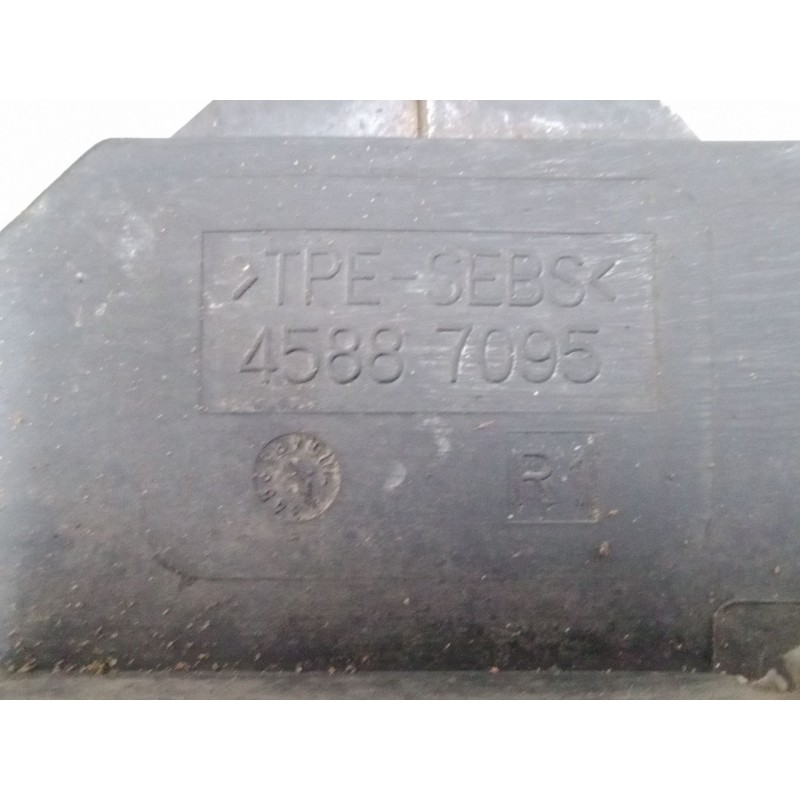 >TPE-SEBS<
4588 7095
R1